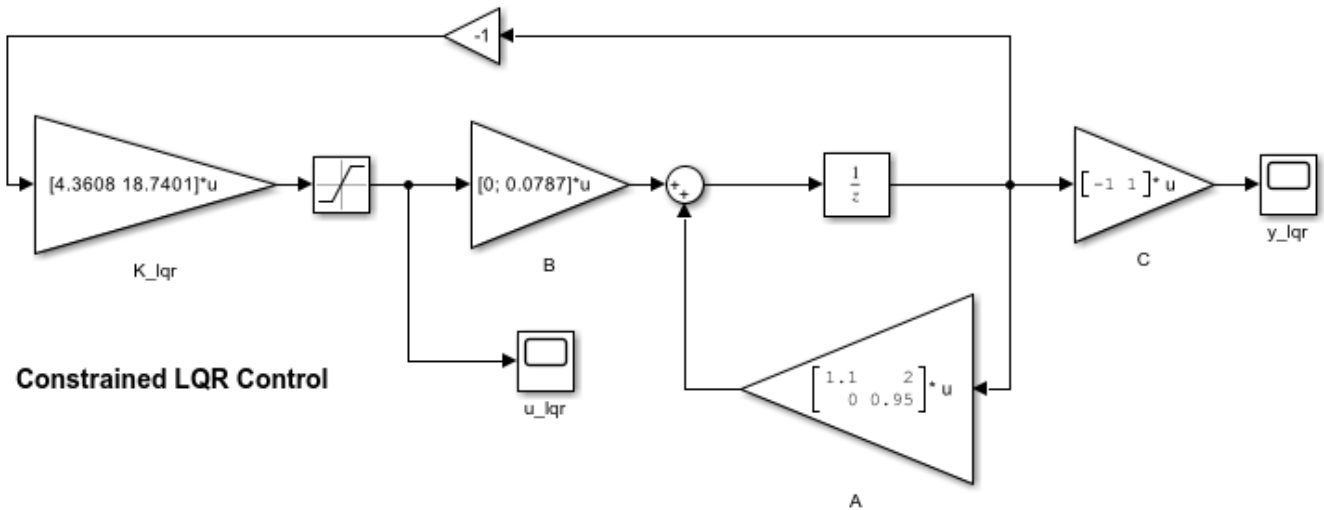 -1
[4.3608 18.7401]*u
K_lqr
[0; 0.0787]*u
B
+
+
1
z
[-1 1]* u
C
y_lqr
u_lqr
[1.1 2
0 0.95]* u
A
Constrained LQR Control